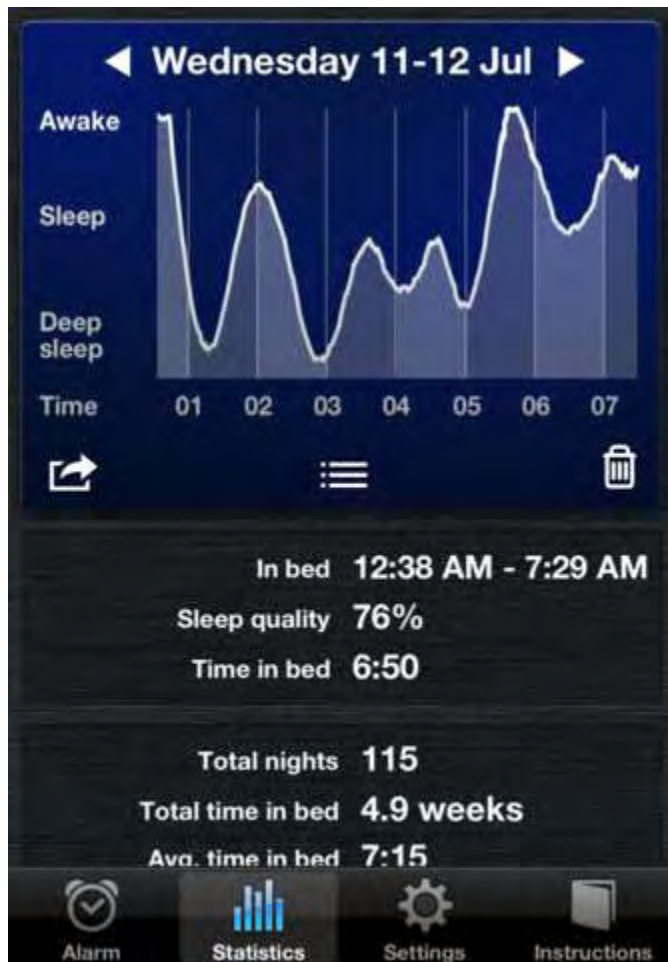 Wednesday 11-12 Jul
Awake
Sleep
Deep
sleep
Time 01 02 03 04 05 06 07
In bed 12:38 AM - 7:29 AM
Sleep quality 76%
Time in bed 6:50
Total nights 115
Total time in bed 4.9 weeks
Avg. time in bed 7:15
Alarm Statistics Settings Instructions